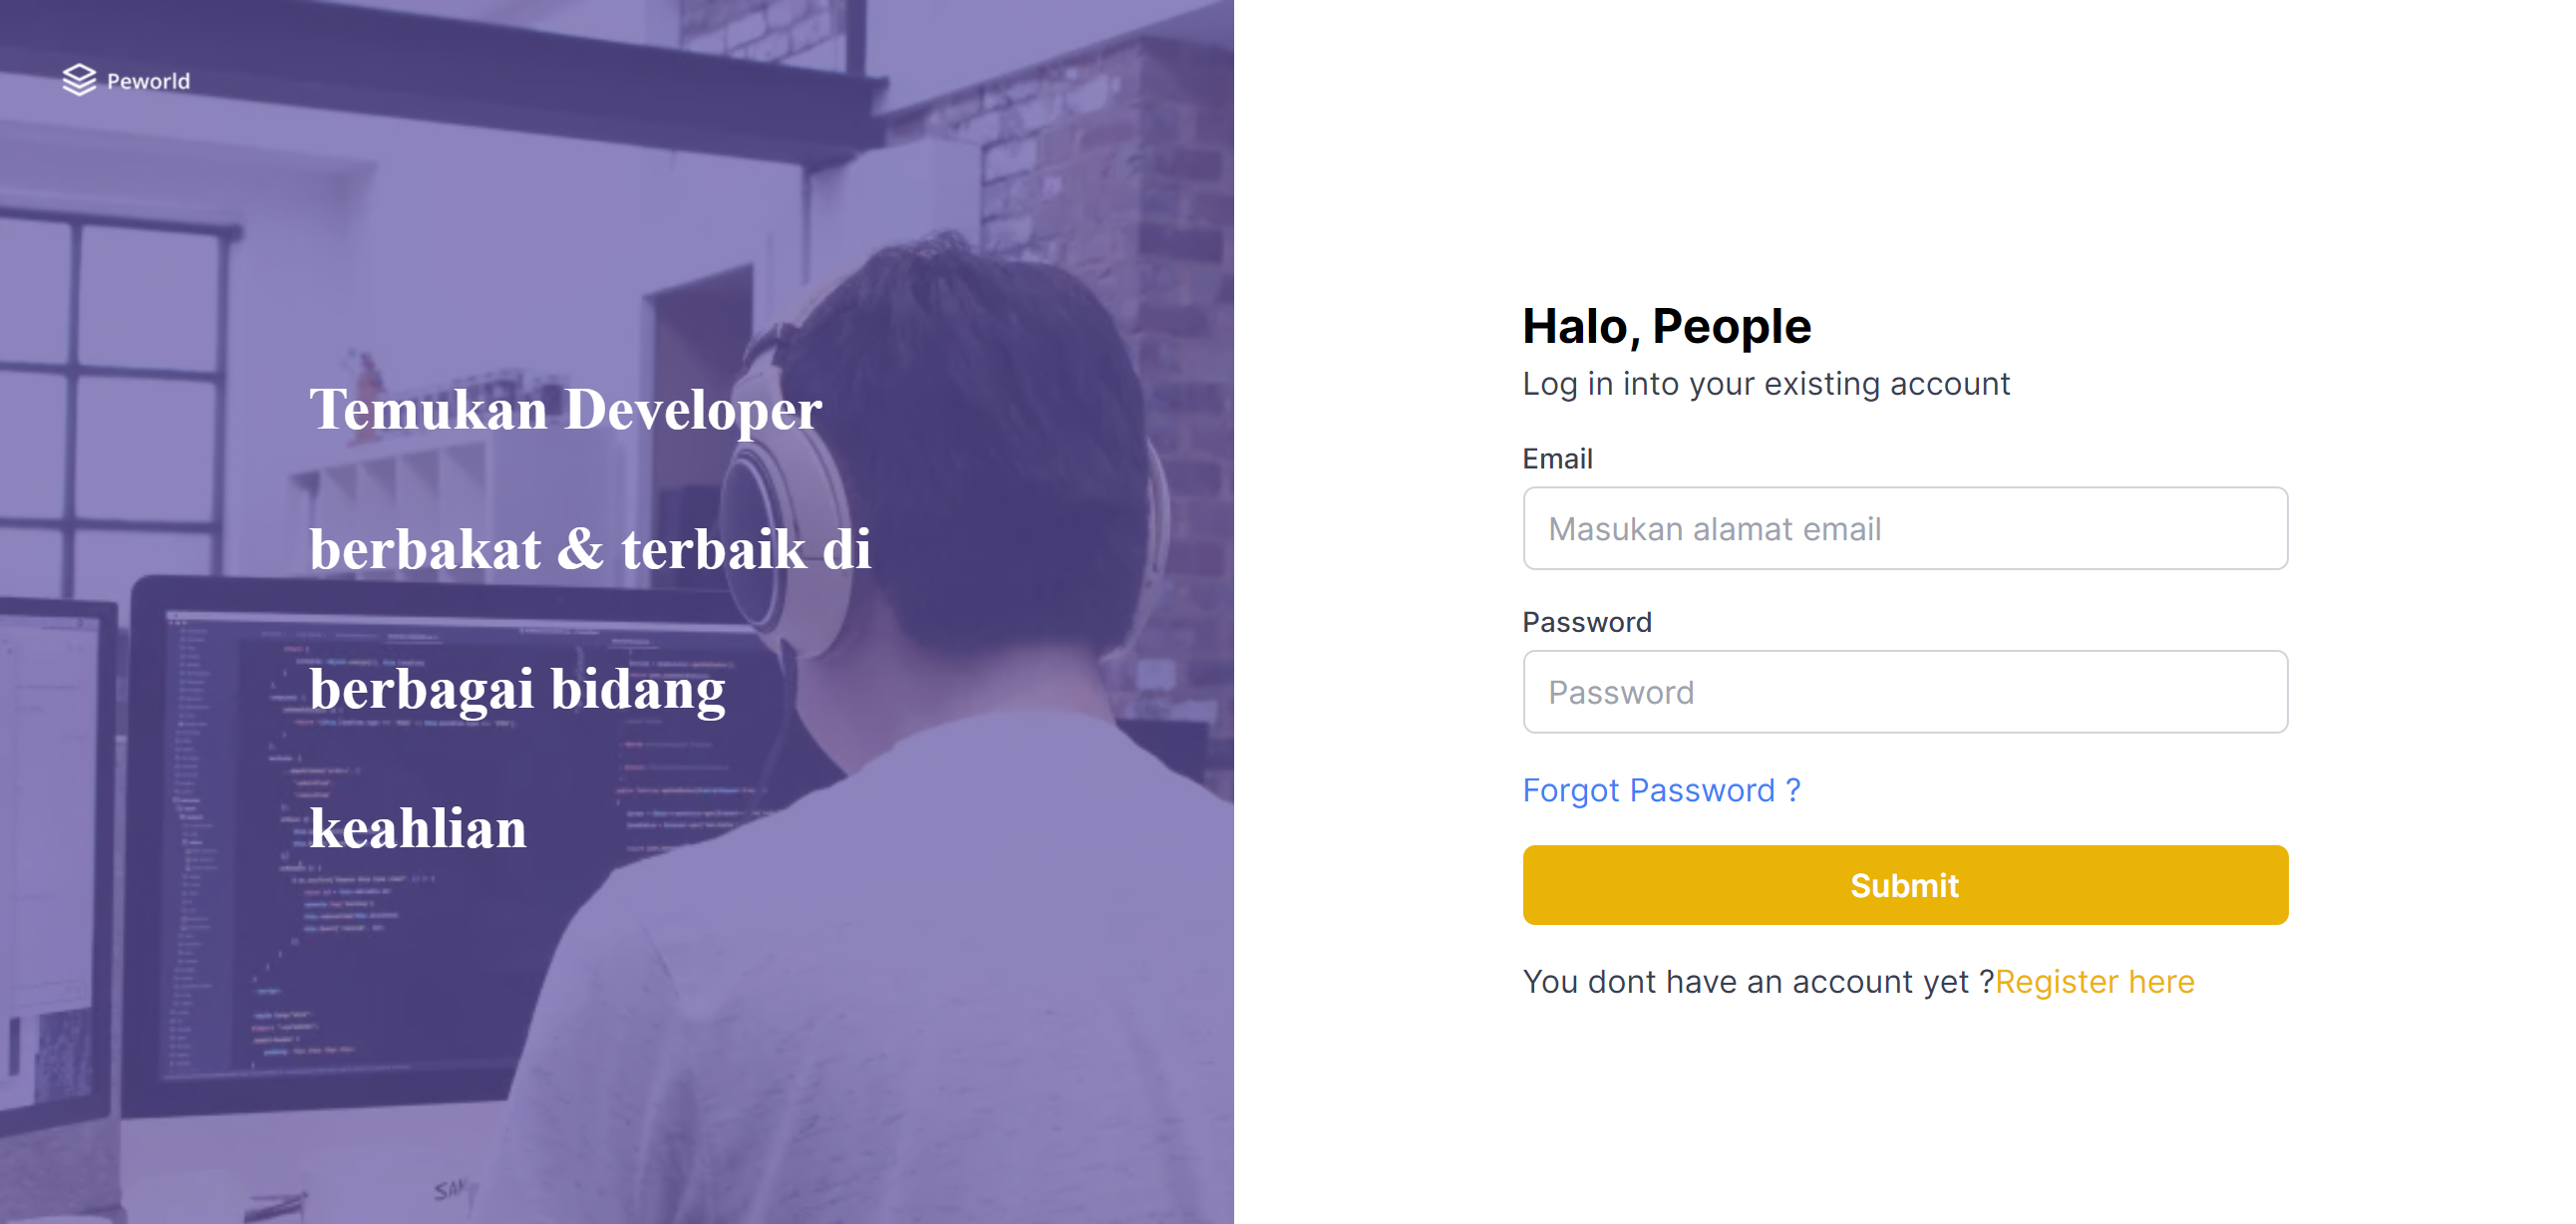 Peworld
Temukan Developer
berbakat & terbaik di
berbagai bidang
keahlian
Halo, People
Log in into your existing account
Email
Masukan alamat email
Password
Password
Forgot Password ?
Submit
You dont have an account yet ?Register here